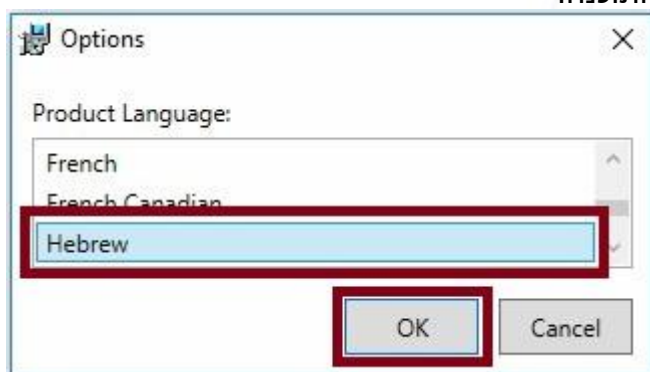 Options
Product Language:
French
French Canadian
Hebrew
OK
Cancel